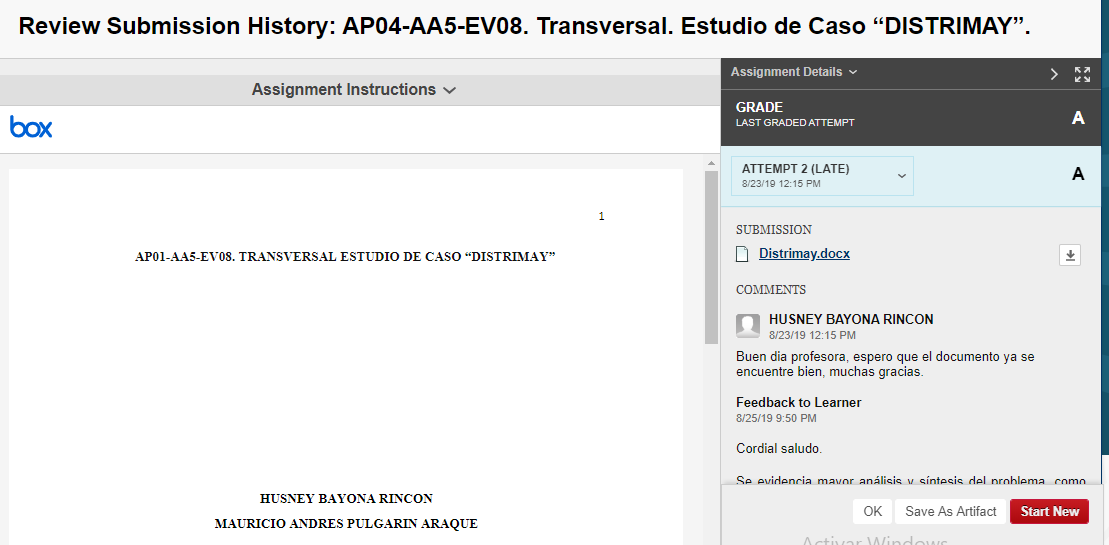 Review Submission History: AP04-AA5-EV08. Transversal. Estudio de Caso “DISTRIMAY”.
Assignment Instructions
box
1
AP01-AA5-EV08. TRANSVERSAL ESTUDIO DE CASO “DISTRIMAY”
HUSNEY BAYONA RINCON
MAURICIO ANDRES PULGARIN ARAQUE
Assignment Details
GRADE
LAST GRADED ATTEMPT
A
ATTEMPT 2 (LATE)
8/23/19 12:15 PM
A
SUBMISSION
Distrimay.docx
COMMENTS
HUSNEY BAYONA RINCON
8/23/19 12:15 PM
Buen dia profesora, espero que el documento ya se
encuentre bien, muchas gracias.
Feedback to Learner
8/25/19 9:50 PM
Cordial saludo.
Se evidencia mayor análisis y síntesis del problema, como
OK
Save As Artifact
Start New
Activar Windows